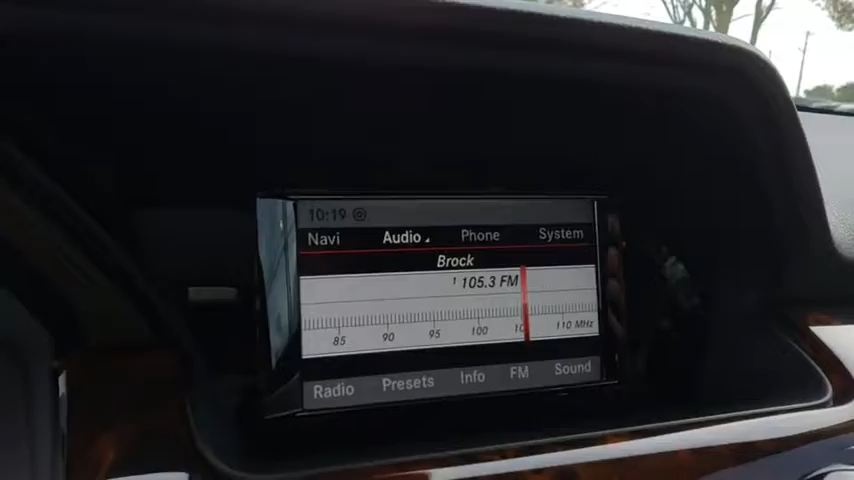 10:19
Navi Audio Phone System
Brock
1 105.3 FM
85 90 95 100 10 110 MHz
Radio Presets Info FM Sound